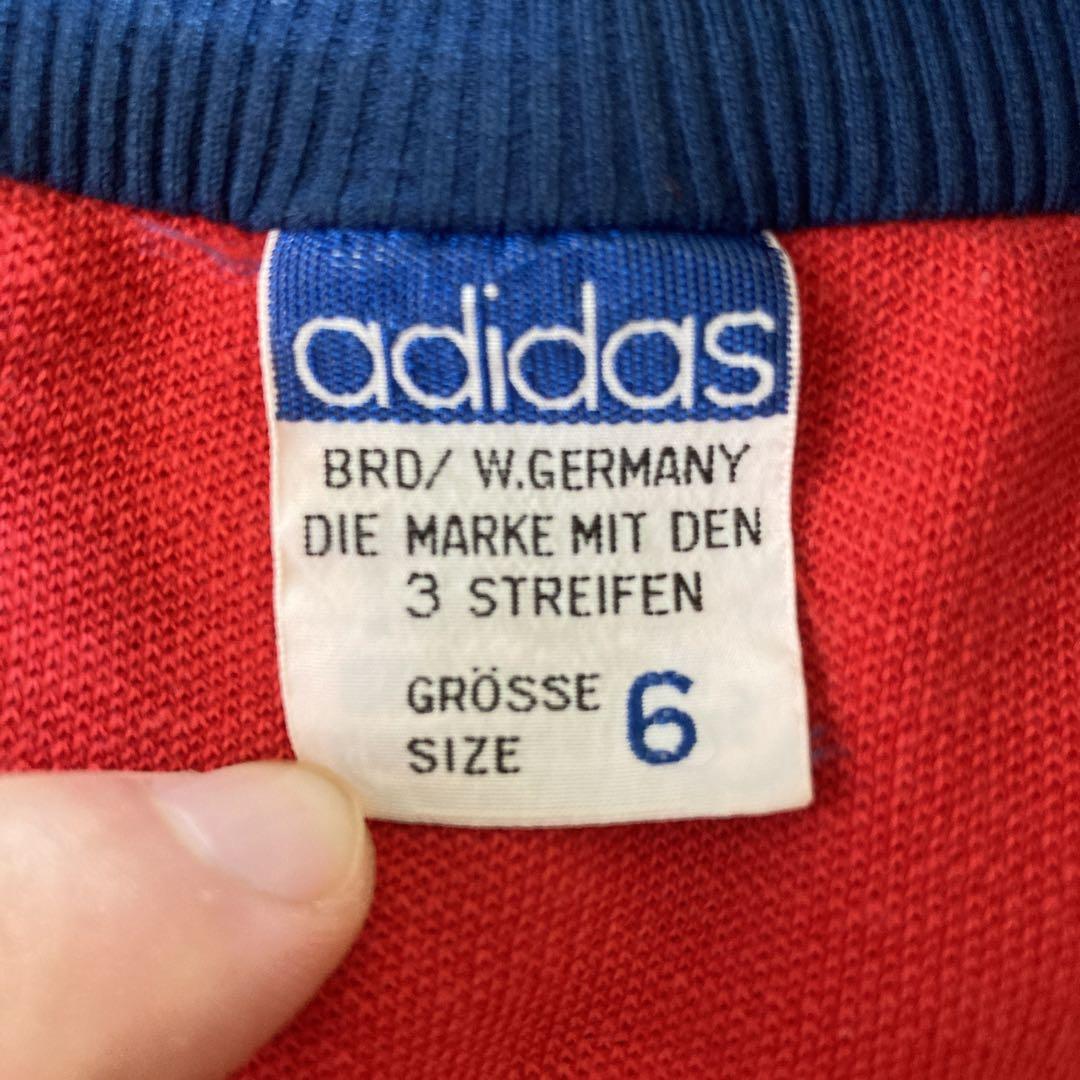 adidas
BRD/ W.GERMANY
DIE MARKE MIT DEN
3 STREIFEN
GRÖSSE 6
SIZE